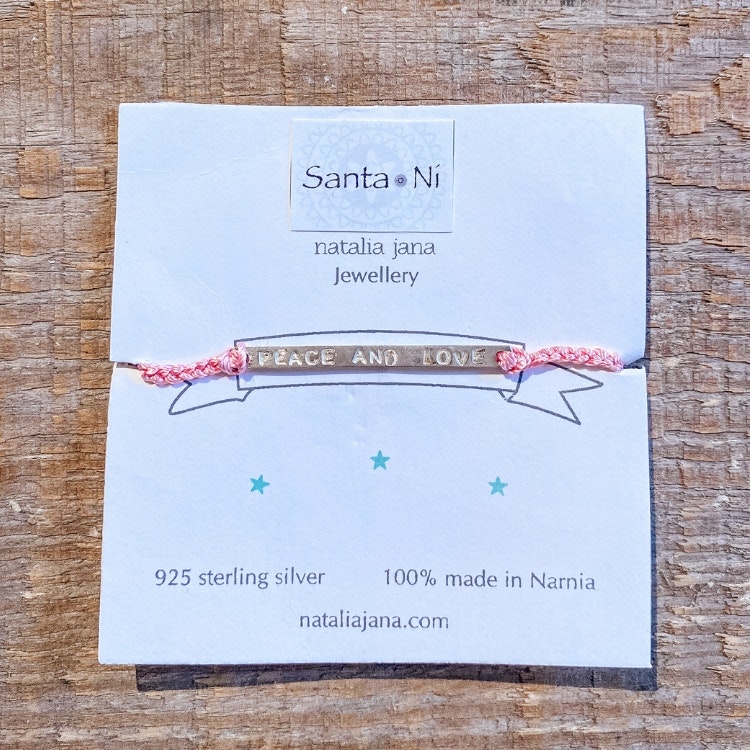 Santa Ni
natalia jana
Jewellery
PEACE AND LOVE
925 sterling silver 100% made in Narnia
nataliajana.com